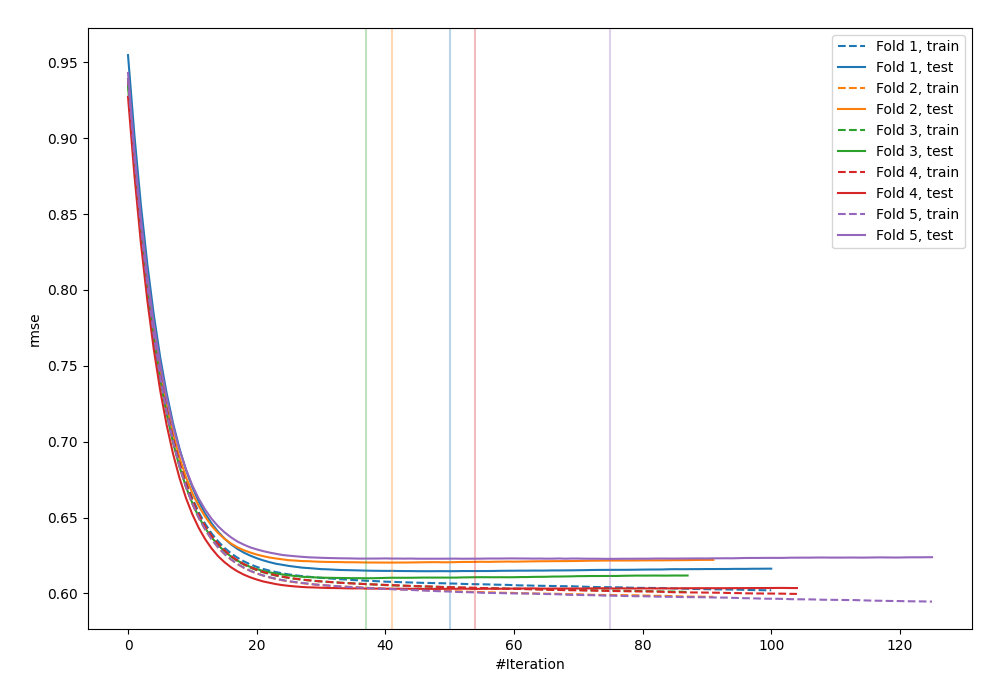 0.95
0.90
0.85
0.80
0.75
0.70
0.65
0.60
rmse
0
20
40
60
80
100
120
#Iteration
Fold 1, train
Fold 1, test
Fold 2, train
Fold 2, test
Fold 3, train
Fold 3, test
Fold 4, train
Fold 4, test
Fold 5, train
Fold 5, test